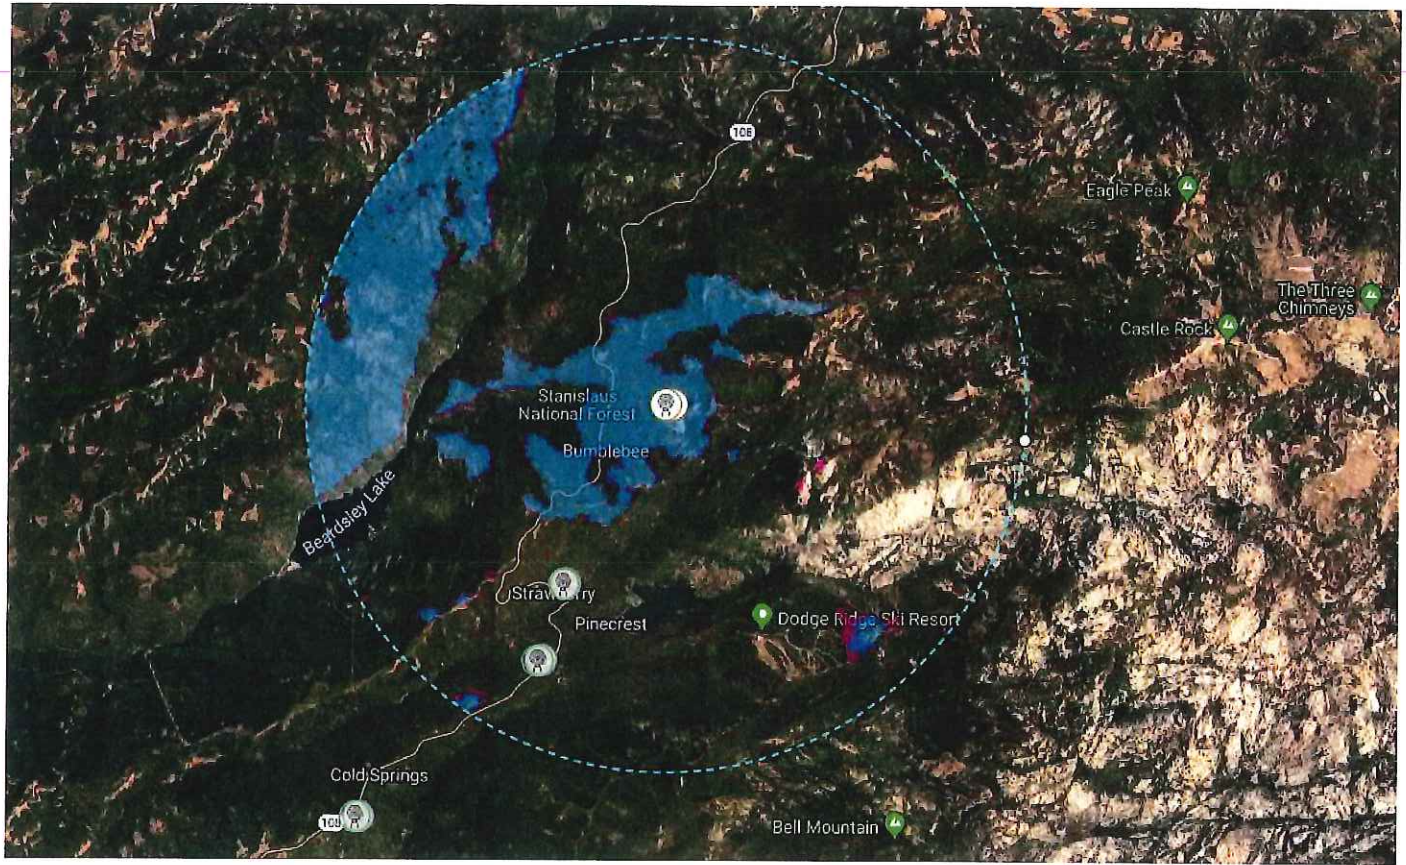 108
Eagle Peak
The Three
Chimneys
Castle Rock
Stanislaus
National Forest
Bumblebee
Beardsley Lake
Strawberry
Pinecrest
Dodge Ridge Ski Resort
Cold Springs
108
Bell Mountain